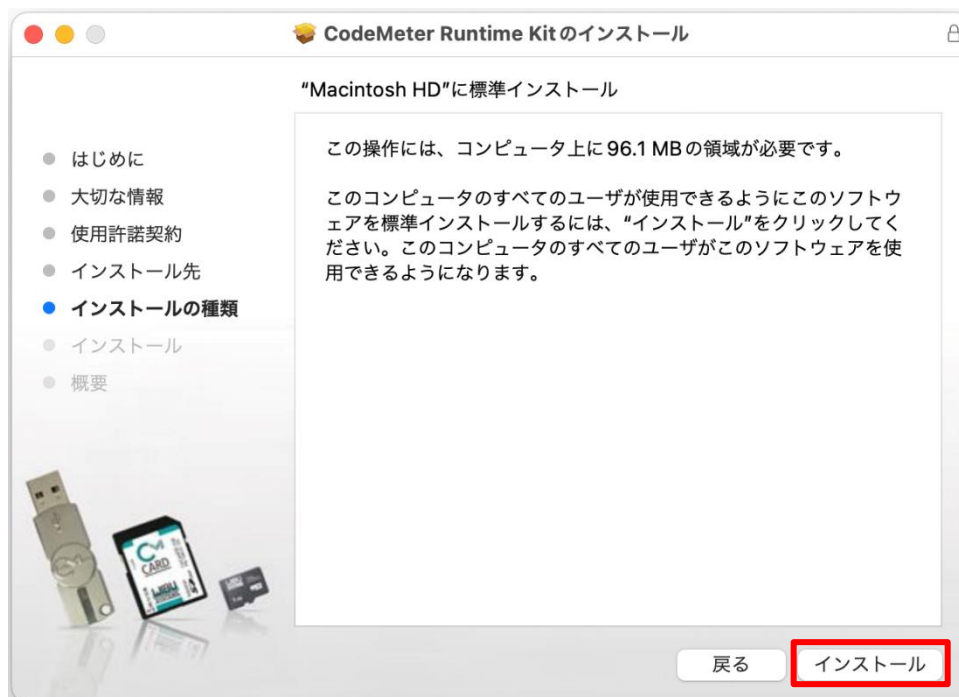 CodeMeter Runtime Kitのインストール
“Macintosh HD”に標準インストール
はじめに
大切な情報
使用許諾契約
インストール先
インストールの種類
インストール
概要
この操作には、コンピュータ上に96.1 MBの領域が必要です。
このコンピュータのすべてのユーザが使用できるようにこのソフトウ
ェアを標準インストールするには、“インストール”をクリックしてく
ださい。このコンピュータのすべてのユーザがこのソフトウェアを使
用できるようになります。
CARD
WIBU
戻る
インストール